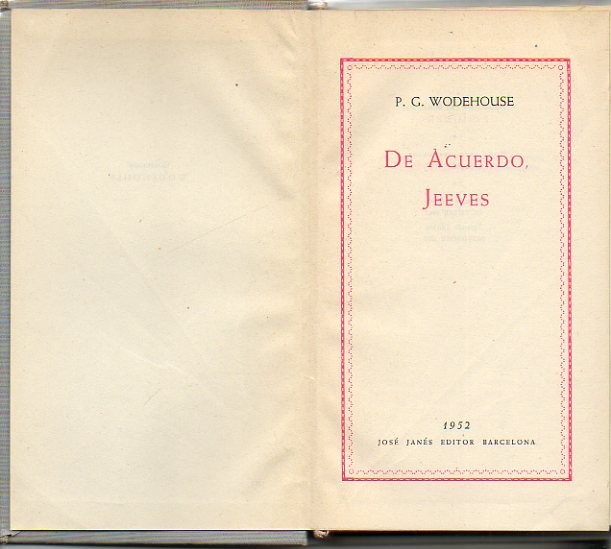 P. G. WODEHOUSE
DE ACUERDO,
JEEVES
1952
JOSÉ JANÉS EDITOR BARCELONA